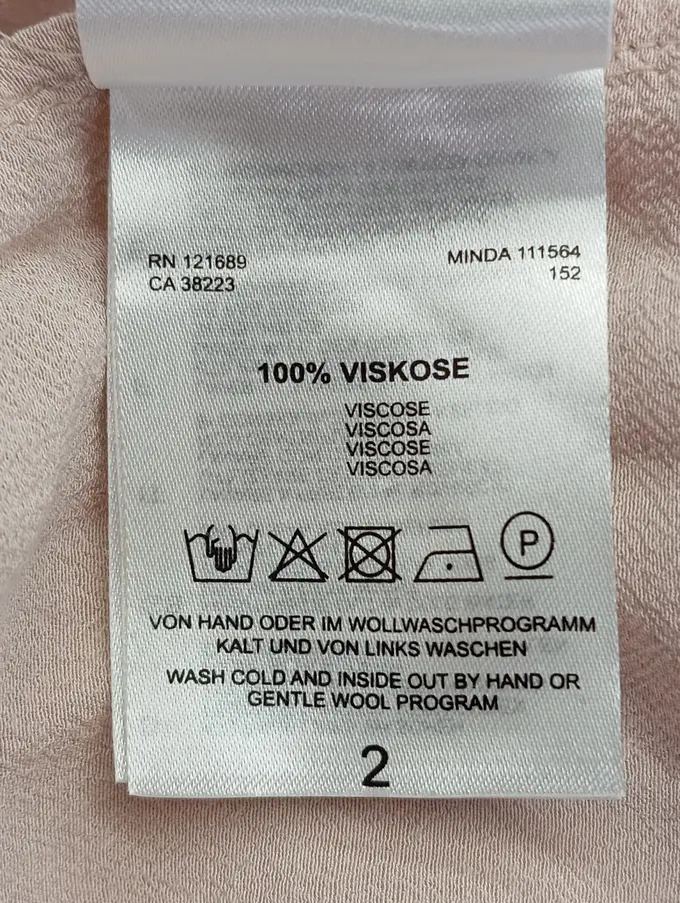 RN 121689
CA 38223
MINDA 111564
152
100% VISKOSE
VISCOSE
VISCOSA
VISCOSE
VISCOSA
P
VON HAND ODER IM WOLLWASCHPROGRAMM
KALT UND VON LINKS WASCHEN
WASH COLD AND INSIDE OUT BY HAND OR
GENTLE WOOL PROGRAM
2